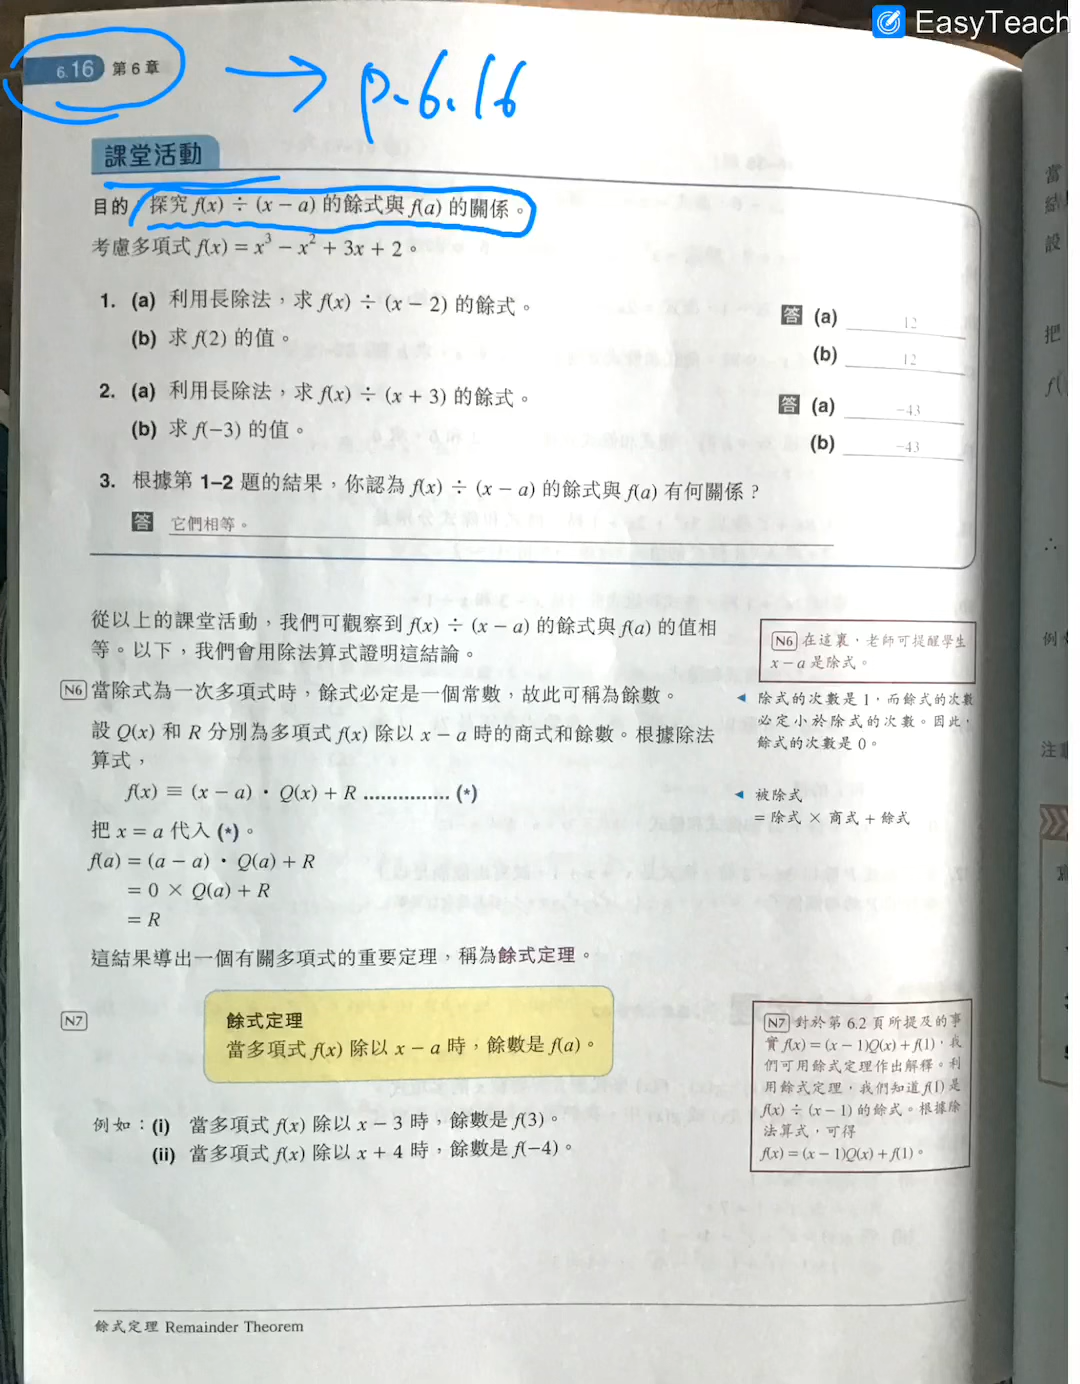 EasyTeach
6.16 第 6 章
→ p.6.16
課堂活動
目的：探究 f(x) ÷ (x − a) 的餘式與 f(a) 的關係。
考慮多項式 f(x) = x³ − x² + 3x + 2。
1. (a) 利用長除法，求 f(x) ÷ (x − 2) 的餘式。
答 (a) 12
(b) 求 f(2) 的值。
(b) 12
2. (a) 利用長除法，求 f(x) ÷ (x + 3) 的餘式。
答 (a) −43
(b) 求 f(−3) 的值。
(b) −43
3. 根據第 1–2 題的結果，你認為 f(x) ÷ (x − a) 的餘式與 f(a) 有何關係？
答 它們相等。
從以上的課堂活動，我們可觀察到 f(x) ÷ (x − a) 的餘式與 f(a) 的值相
等。以下，我們會用除法算式證明這結論。
N6 在這裏，老師可提醒學生
x − a 是除式。
N6 當除式為一次多項式時，餘式必定是一個常數，故此可稱為餘數。
◂ 除式的次數是 1，而餘式的次數
必定小於除式的次數。因此，
餘式的次數是 0。
設 Q(x) 和 R 分別為多項式 f(x) 除以 x − a 時的商式和餘數。根據除法
算式，
f(x) ≡ (x − a)・Q(x) + R ............... (*)
◂ 被除式
= 除式 × 商式 + 餘式
把 x = a 代入 (*)。
f(a) = (a − a)・Q(a) + R
= 0 × Q(a) + R
= R
這結果導出一個有關多項式的重要定理，稱為餘式定理。
N7
餘式定理
當多項式 f(x) 除以 x − a 時，餘數是 f(a)。
N7 對於第 6.2 頁所提及的事
實 f(x) = (x − 1)Q(x) + f(1)，我
們可用餘式定理作出解釋。利
用餘式定理，我們知道 f(1) 是
f(x) ÷ (x − 1) 的餘式。根據除
法算式，可得
f(x) = (x − 1)Q(x) + f(1)。
例如：(i) 當多項式 f(x) 除以 x − 3 時，餘數是 f(3)。
(ii) 當多項式 f(x) 除以 x + 4 時，餘數是 f(−4)。
餘式定理 Remainder Theorem
當
設
把
f(
∴
例
注